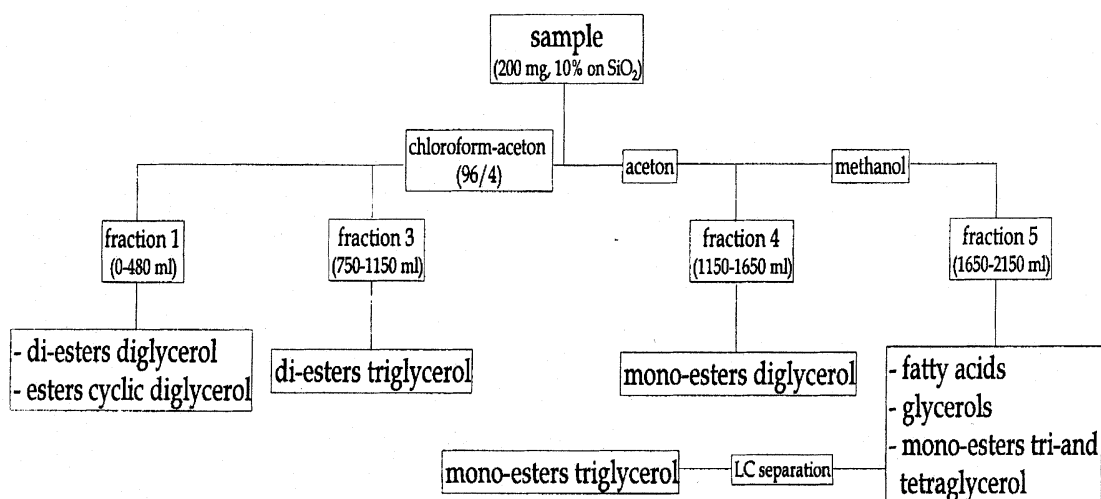 sample
(200 mg, 10% on SiO₂)
chloroform-aceton
(96/4)
aceton
methanol
fraction 1
(0-480 ml)
fraction 3
(750-1150 ml)
fraction 4
(1150-1650 ml)
fraction 5
(1650-2150 ml)
- di-esters diglycerol
- esters cyclic diglycerol
di-esters triglycerol
mono-esters diglycerol
- fatty acids
- glycerols
- mono-esters tri-and
tetraglycerol
mono-esters triglycerol
LC separation